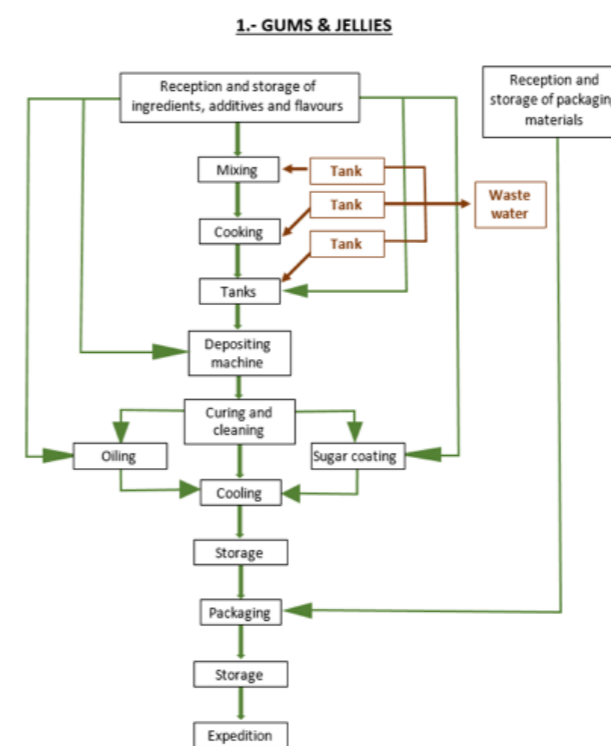 1.- GUMS & JELLIES
Reception and storage of
ingredients, additives and flavours
Reception and
storage of packaging
materials
Mixing
Tank
Tank
Waste
water
Cooking
Tank
Tanks
Depositing
machine
Curing and
cleaning
Oiling
Sugar coating
Cooling
Storage
Packaging
Storage
Expedition